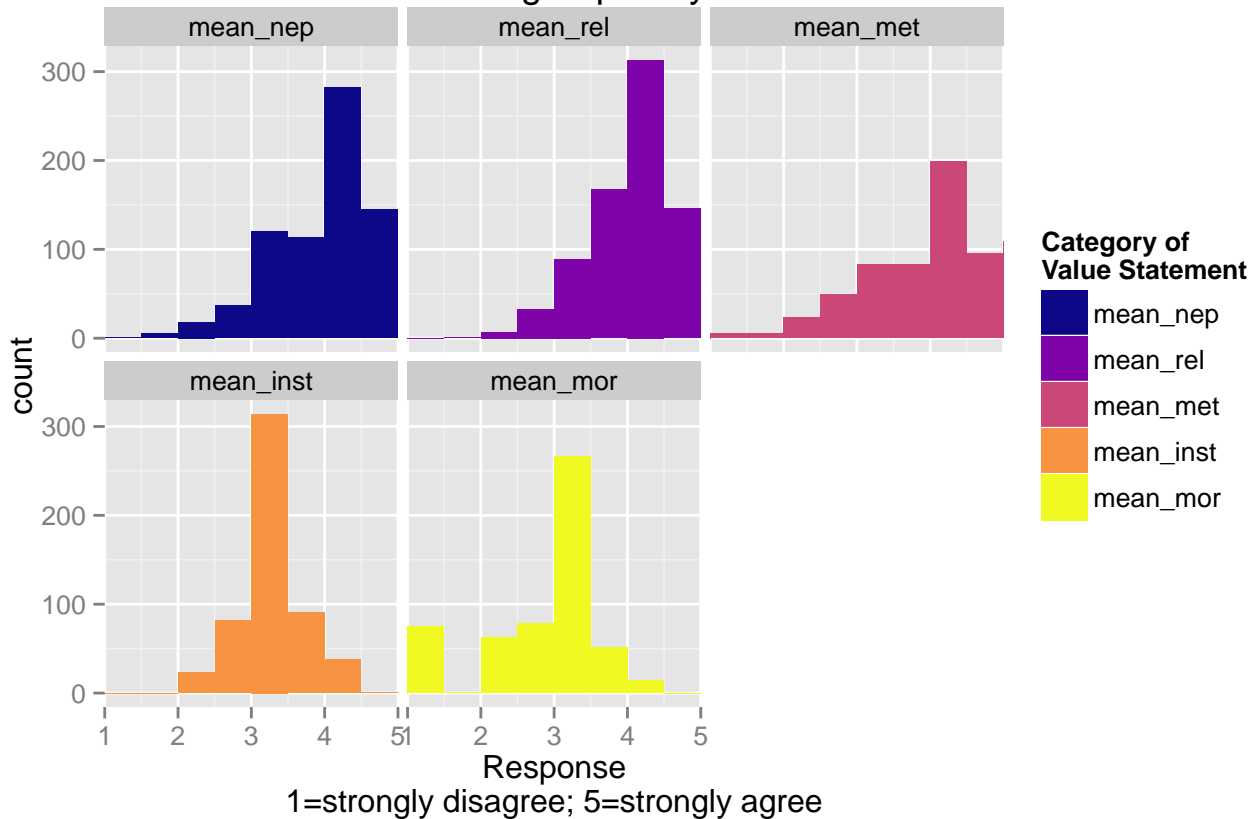 mean_nep
mean_rel
mean_met
300
200
100
0
mean_inst
mean_mor
300
200
100
0
count
1
2
3
4
5
1
2
3
4
5
Response
1=strongly disagree; 5=strongly agree
Category of
Value Statement
mean_nep
mean_rel
mean_met
mean_inst
mean_mor